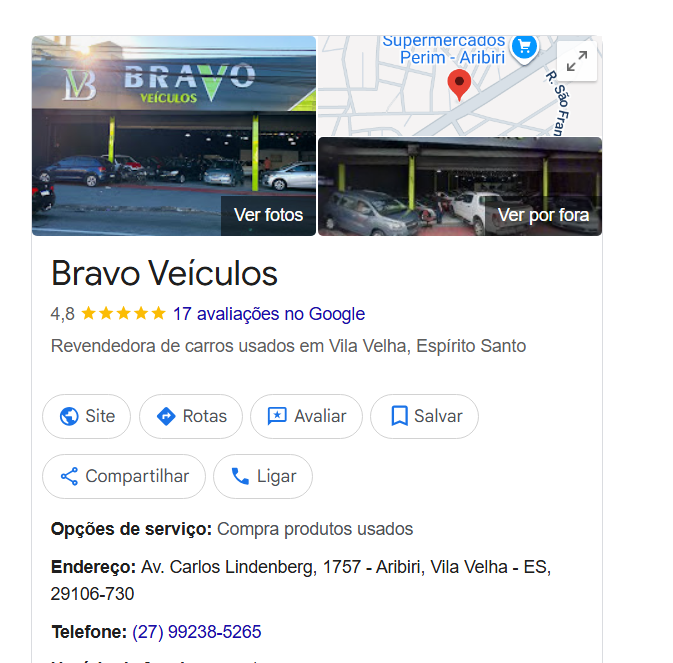 BRAVO
VEÍCULOS
Ver fotos
Supermercados
Perim - Aribiri
R. São Fran
Ver por fora
Bravo Veículos
4,8 17 avaliações no Google
Revendedora de carros usados em Vila Velha, Espírito Santo
Site Rotas Avaliar Salvar
Compartilhar Ligar
Opções de serviço: Compra produtos usados
Endereço: Av. Carlos Lindenberg, 1757 - Aribiri, Vila Velha - ES,
29106-730
Telefone: (27) 99238-5265